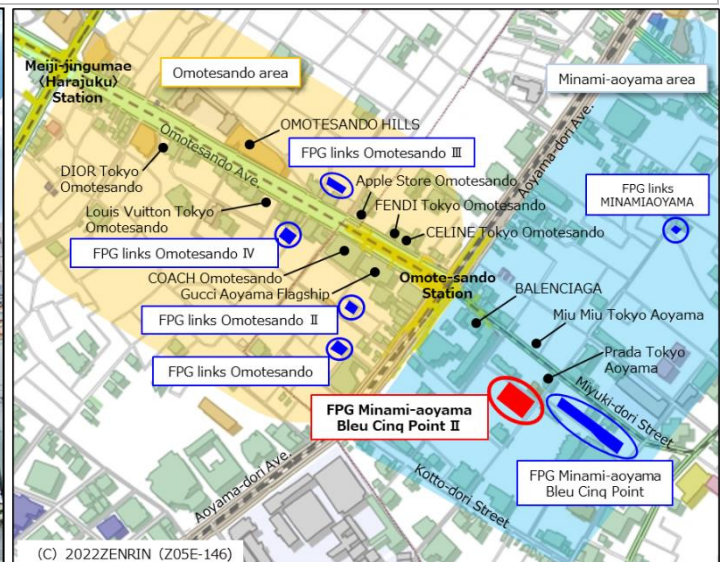 Meiji-jingumae
〈Harajuku〉
Station
Omotesando area
Minami-aoyama area
Omotesando Ave.
OMOTESANDO HILLS
FPG links Omotesando Ⅲ
DIOR Tokyo
Omotesando
Apple Store Omotesando
Aoyama-dori Ave.
FPG links
MINAMIAOYAMA
Louis Vuitton Tokyo
Omotesando
FENDI Tokyo Omotesando
CELINE Tokyo Omotesando
FPG links Omotesando Ⅳ
COACH Omotesando
Gucci Aoyama Flagship
Omote-sando
Station
BALENCIAGA
Miu Miu Tokyo Aoyama
FPG links Omotesando Ⅱ
Prada Tokyo
Aoyama
FPG links Omotesando
Miyuki-dori Street
FPG Minami-aoyama
Bleu Cinq Point Ⅱ
FPG Minami-aoyama
Bleu Cinq Point
Aoyama-dori Ave.
Kotto-dori Street
(C) 2022ZENRIN (Z05E-146)